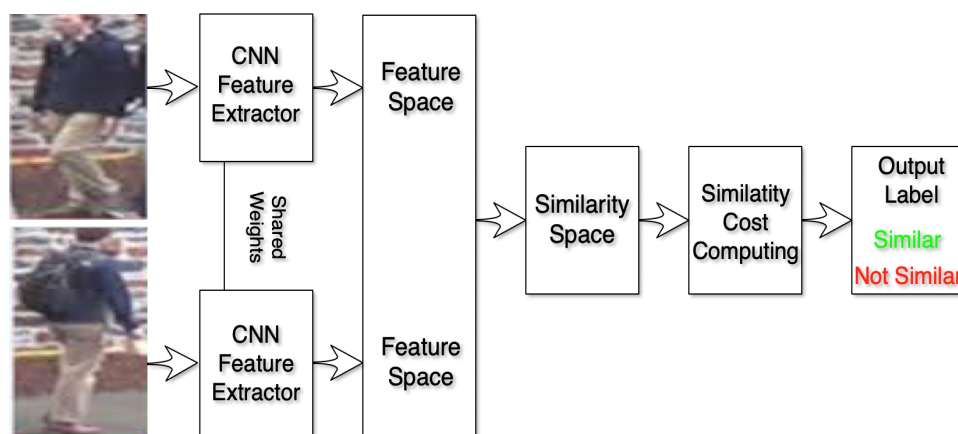 CNN
Feature
Extractor
Feature
Space
Shared
Weights
CNN
Feature
Extractor
Feature
Space
Similarity
Space
Similatity
Cost
Computing
Output
Label
Similar
Not Similar